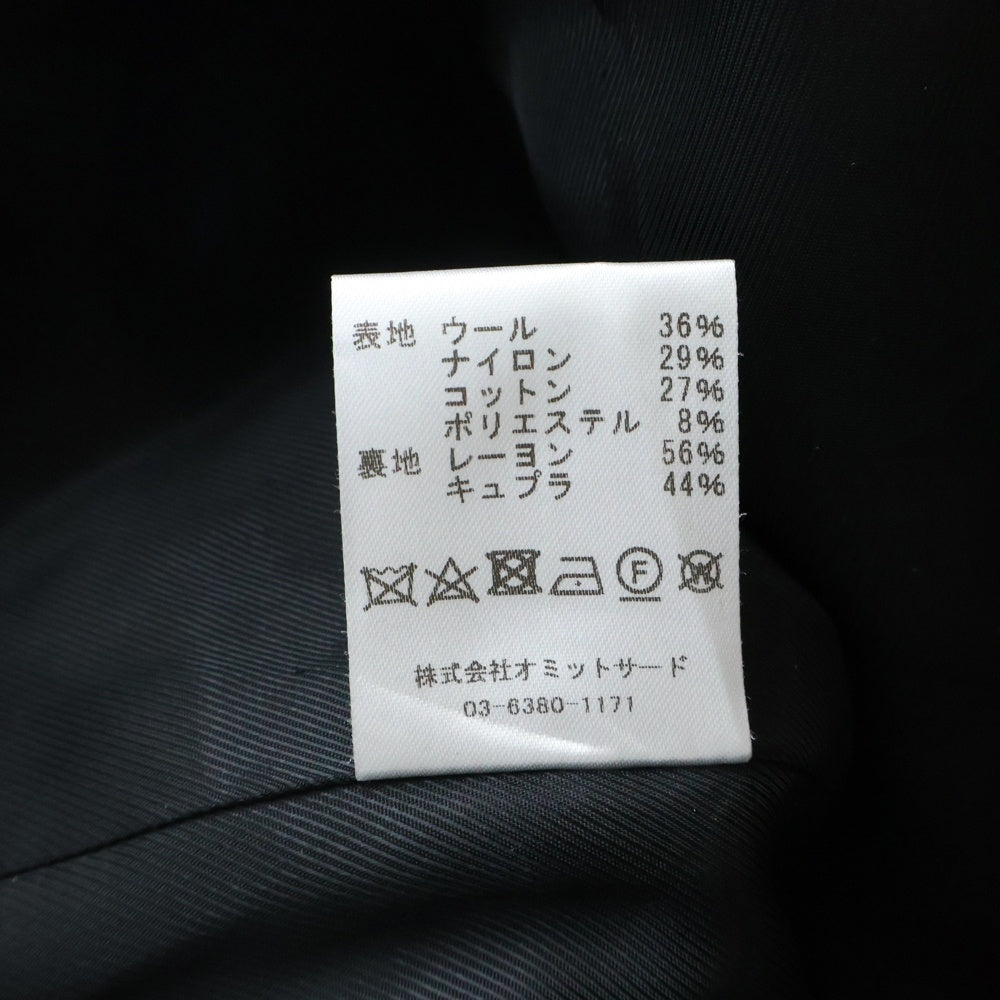 表地 ウール 36%
ナイロン 29%
コットン 27%
ポリエステル 8%
裏地 レーヨン 56%
キュプラ 44%
F W
株式会社オミットサード
03-6380-1171